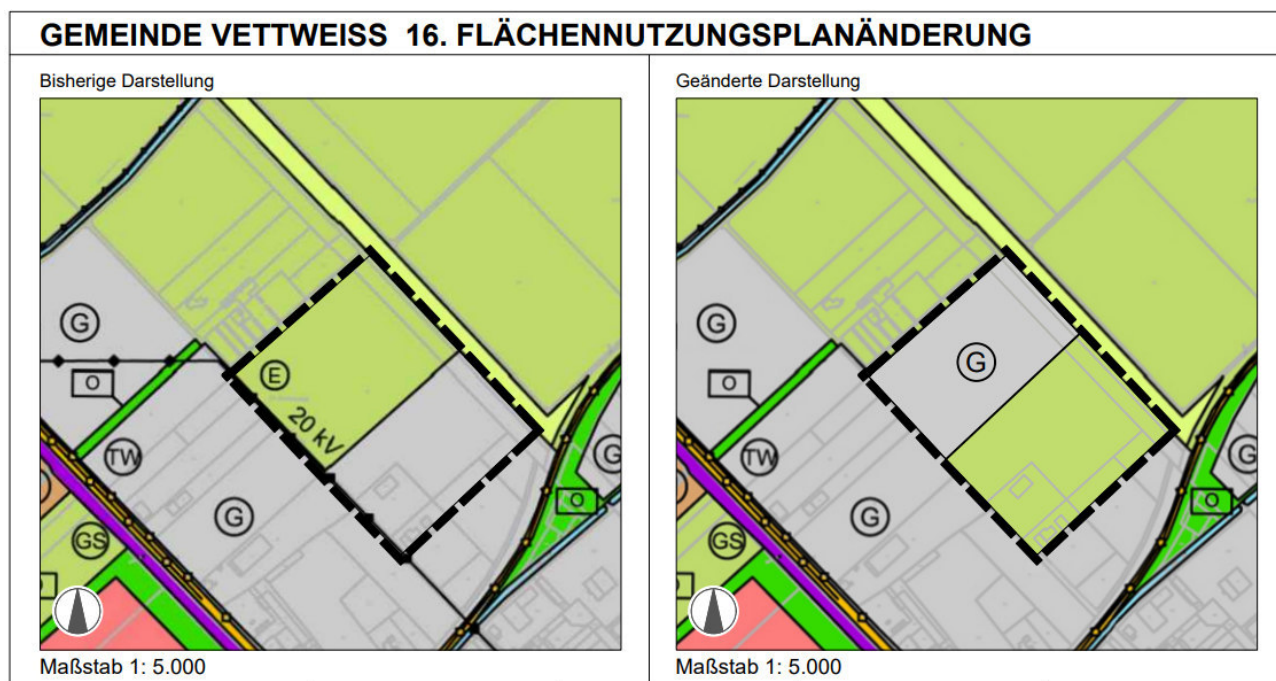 GEMEINDE VETTWEISS 16. FLÄCHENNUTZUNGSPLANÄNDERUNG
Bisherige Darstellung
G
O
E
20 kV
TW
G
GS
G
O
Maßstab 1: 5.000
Geänderte Darstellung
G
O
G
TW
G
GS
G
O
Maßstab 1: 5.000